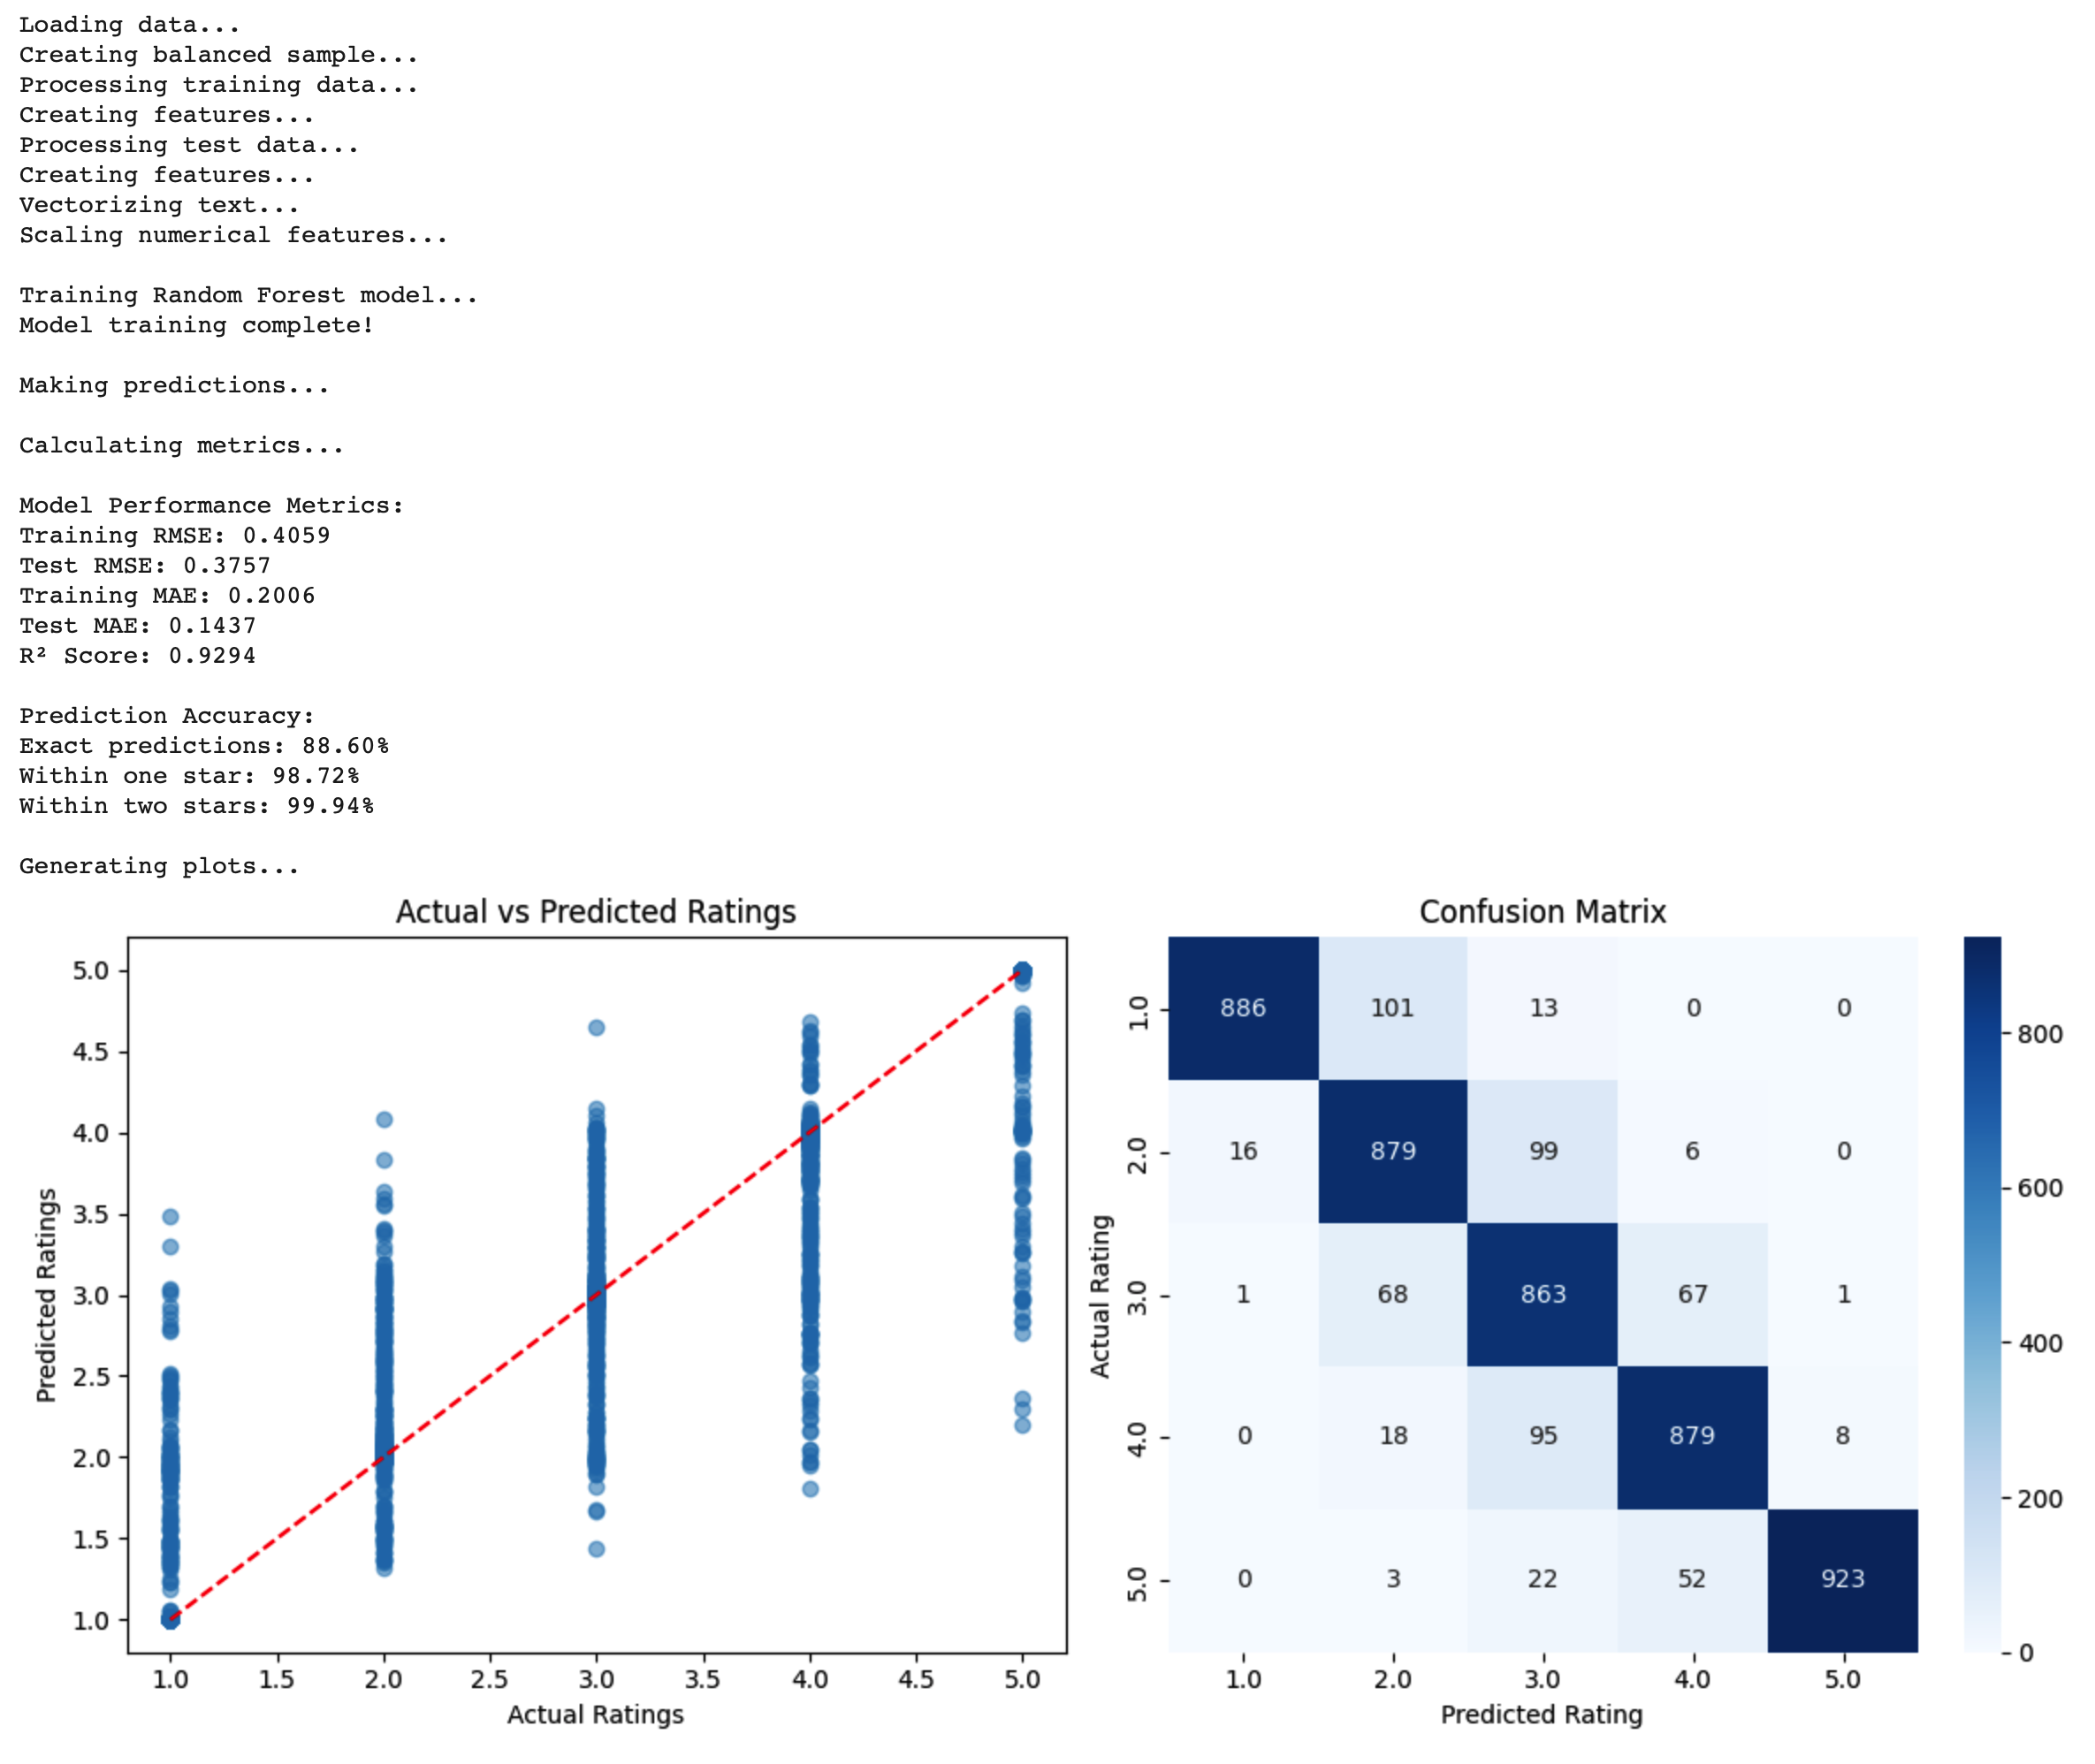 Loading data...
Creating balanced sample...
Processing training data...
Creating features...
Processing test data...
Creating features...
Vectorizing text...
Scaling numerical features...
Training Random Forest model...
Model training complete!
Making predictions...
Calculating metrics...
Model Performance Metrics:
Training RMSE: 0.4059
Test RMSE: 0.3757
Training MAE: 0.2006
Test MAE: 0.1437
R² Score: 0.9294
Prediction Accuracy:
Exact predictions: 88.60%
Within one star: 98.72%
Within two stars: 99.94%
Generating plots...
Actual vs Predicted Ratings
5.0
4.5
4.0
3.5
3.0
2.5
2.0
1.5
1.0
Predicted Ratings
1.0 1.5 2.0 2.5 3.0 3.5 4.0 4.5 5.0
Actual Ratings
Confusion Matrix
1.0 886 101 13 0 0
2.0 16 879 99 6 0
3.0 1 68 863 67 1
4.0 0 18 95 879 8
5.0 0 3 22 52 923
Actual Rating
1.0 2.0 3.0 4.0 5.0
Predicted Rating
800
600
400
200
0